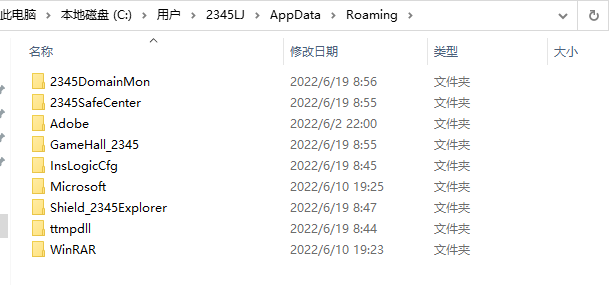 此电脑 > 本地磁盘 (C:) > 用户 > 2345LJ > AppData > Roaming >
名称 修改日期 类型 大小
2345DomainMon 2022/6/19 8:56 文件夹
2345SafeCenter 2022/6/19 8:55 文件夹
Adobe 2022/6/2 22:00 文件夹
GameHall_2345 2022/6/19 8:55 文件夹
InsLogicCfg 2022/6/19 8:45 文件夹
Microsoft 2022/6/10 19:25 文件夹
Shield_2345Explorer 2022/6/19 8:47 文件夹
ttmpdll 2022/6/19 8:44 文件夹
WinRAR 2022/6/10 19:23 文件夹